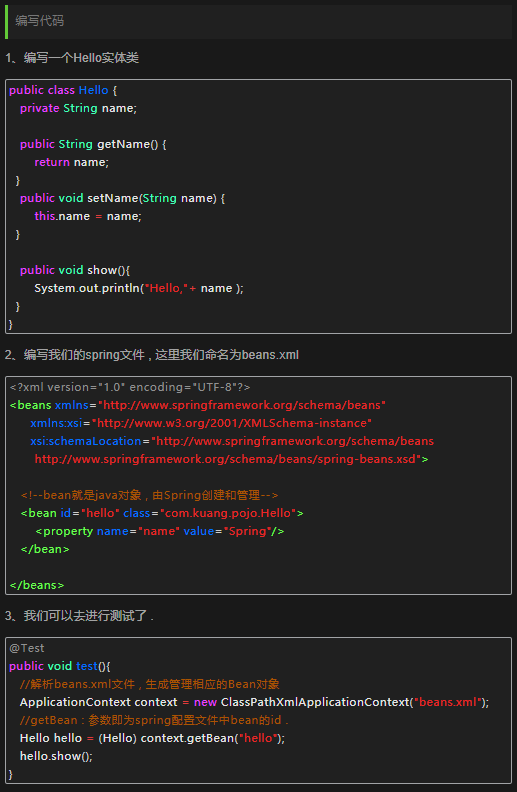 编写代码
1、编写一个Hello实体类
public class Hello {
private String name;
public String getName() {
return name;
}
public void setName(String name) {
this.name = name;
}
public void show(){
System.out.println("Hello,"+ name );
}
}
2、编写我们的spring文件 , 这里我们命名为beans.xml
<?xml version="1.0" encoding="UTF-8"?>
<beans xmlns="http://www.springframework.org/schema/beans"
xmlns:xsi="http://www.w3.org/2001/XMLSchema-instance"
xsi:schemaLocation="http://www.springframework.org/schema/beans
http://www.springframework.org/schema/beans/spring-beans.xsd">
<!--bean就是java对象 , 由Spring创建和管理-->
<bean id="hello" class="com.kuang.pojo.Hello">
<property name="name" value="Spring"/>
</bean>
</beans>
3、我们可以去进行测试了 .
@Test
public void test(){
//解析beans.xml文件 , 生成管理相应的Bean对象
ApplicationContext context = new ClassPathXmlApplicationContext("beans.xml");
//getBean : 参数即为spring配置文件中bean的id .
Hello hello = (Hello) context.getBean("hello");
hello.show();
}